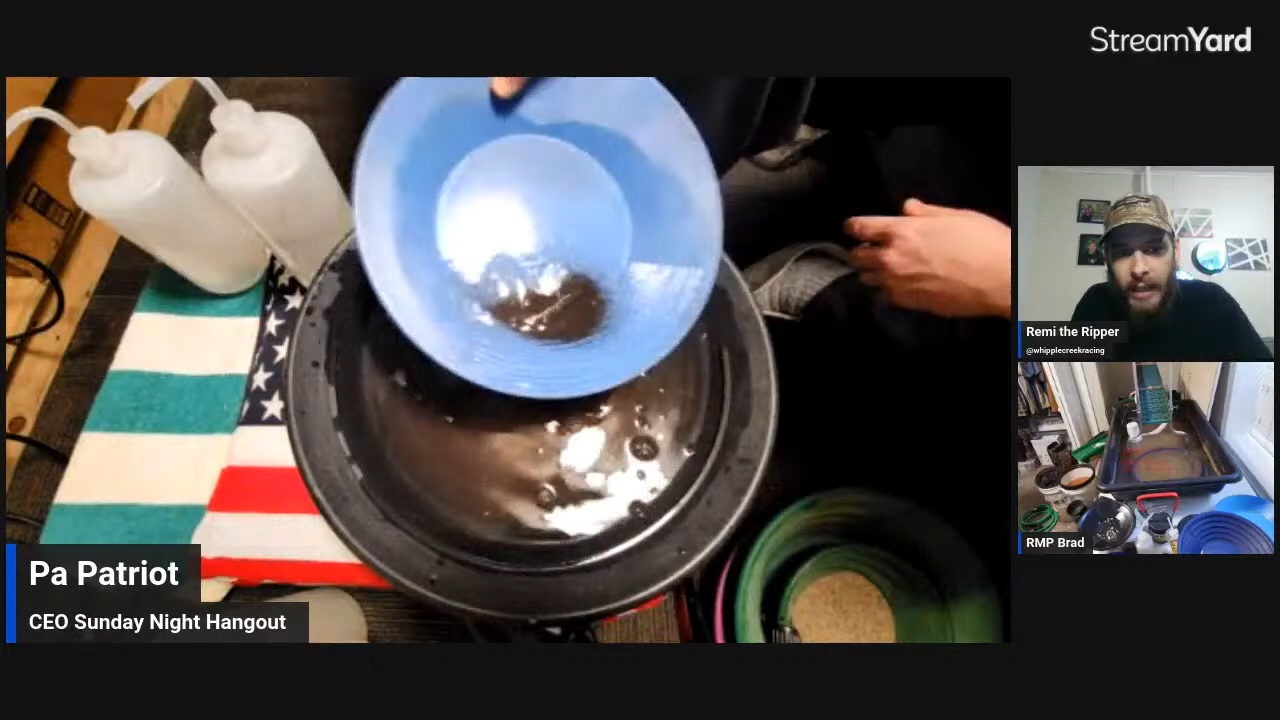 StreamYard
Remi the Ripper
@whipplecreekracing
RMP Brad
Pa Patriot
CEO Sunday Night Hangout